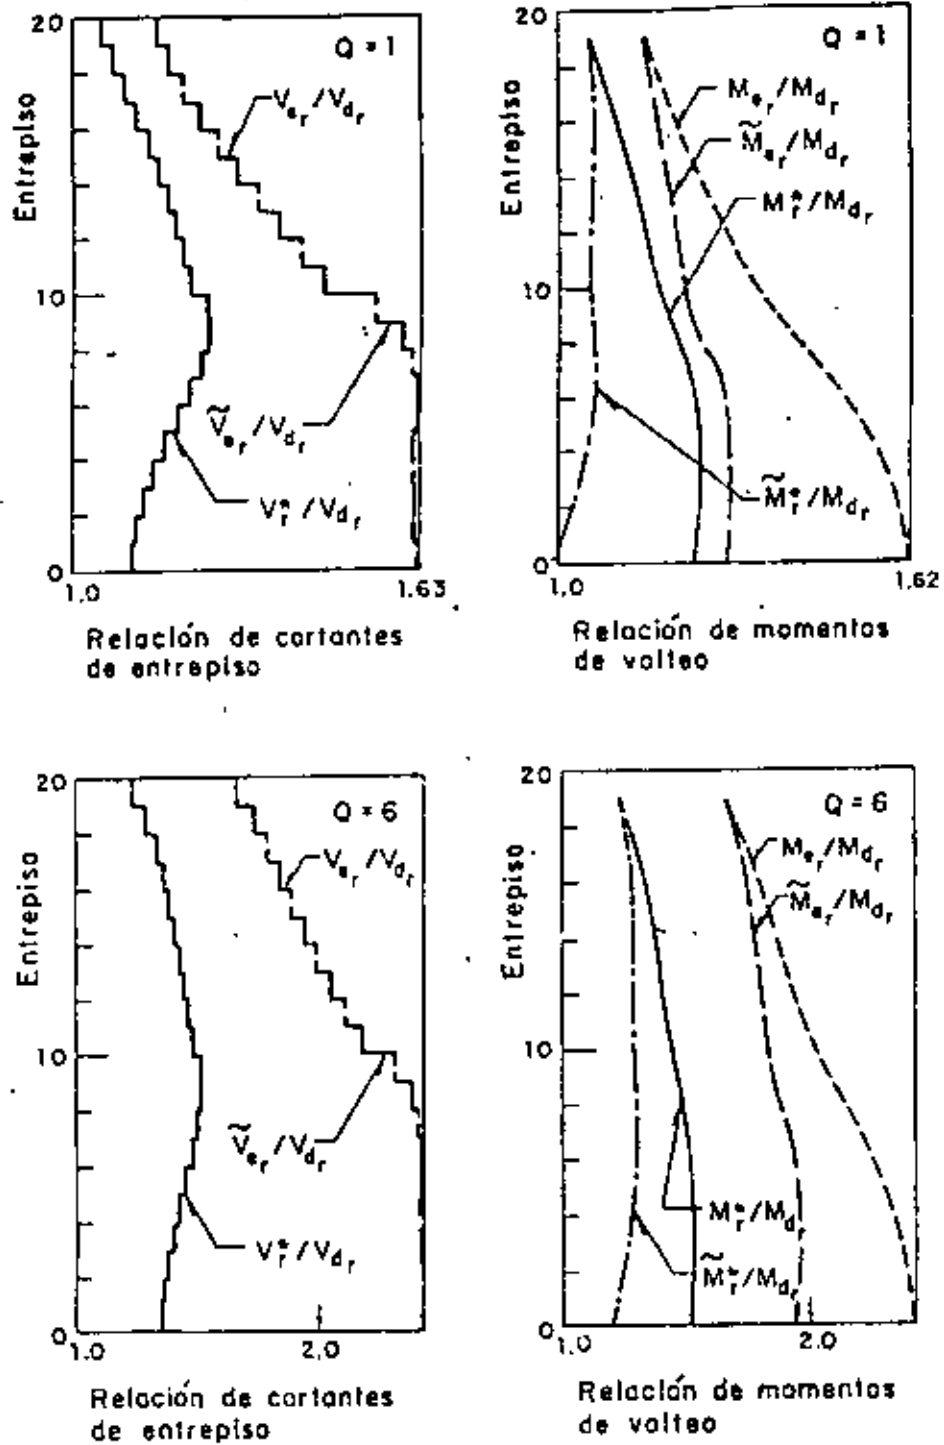 20
Q = 1
V_er/V_dr
Entrepiso
10
Ṽ_er/V_dr
V*_r/V_dr
0
1.0
1.63
Relación de cortantes
de entrepiso
20
Q = 1
M_er/M_dr
M̃_er/M_dr
M*_r/M_dr
Entrepiso
10
M̃*_r/M_dr
0
1.0
1.62
Relación de momentos
de volteo
20
Q = 6
V_er/V_dr
Entrepiso
10
Ṽ_er/V_dr
V*_r/V_dr
0
1.0
2.0
Relación de cortantes
de entrepiso
20
Q = 6
M_er/M_dr
M̃_er/M_dr
Entrepiso
10
M*_r/M_dr
M̃*_r/M_dr
0
1.0
2.0
Relación de momentos
de volteo